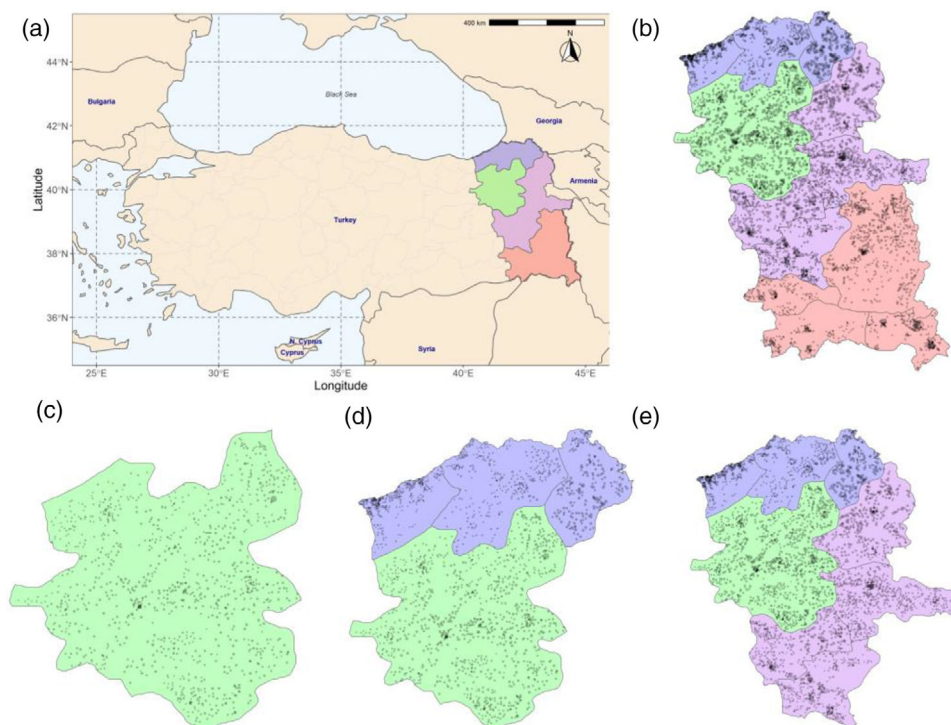 (a)
400 km
N
44°N
42°N
40°N
38°N
36°N
Latitude
Bulgaria
Black Sea
Georgia
Armenia
Turkey
N. Cyprus
Cyprus
Syria
25°E
30°E
35°E
40°E
45°E
Longitude
(b)
(c)
(d)
(e)